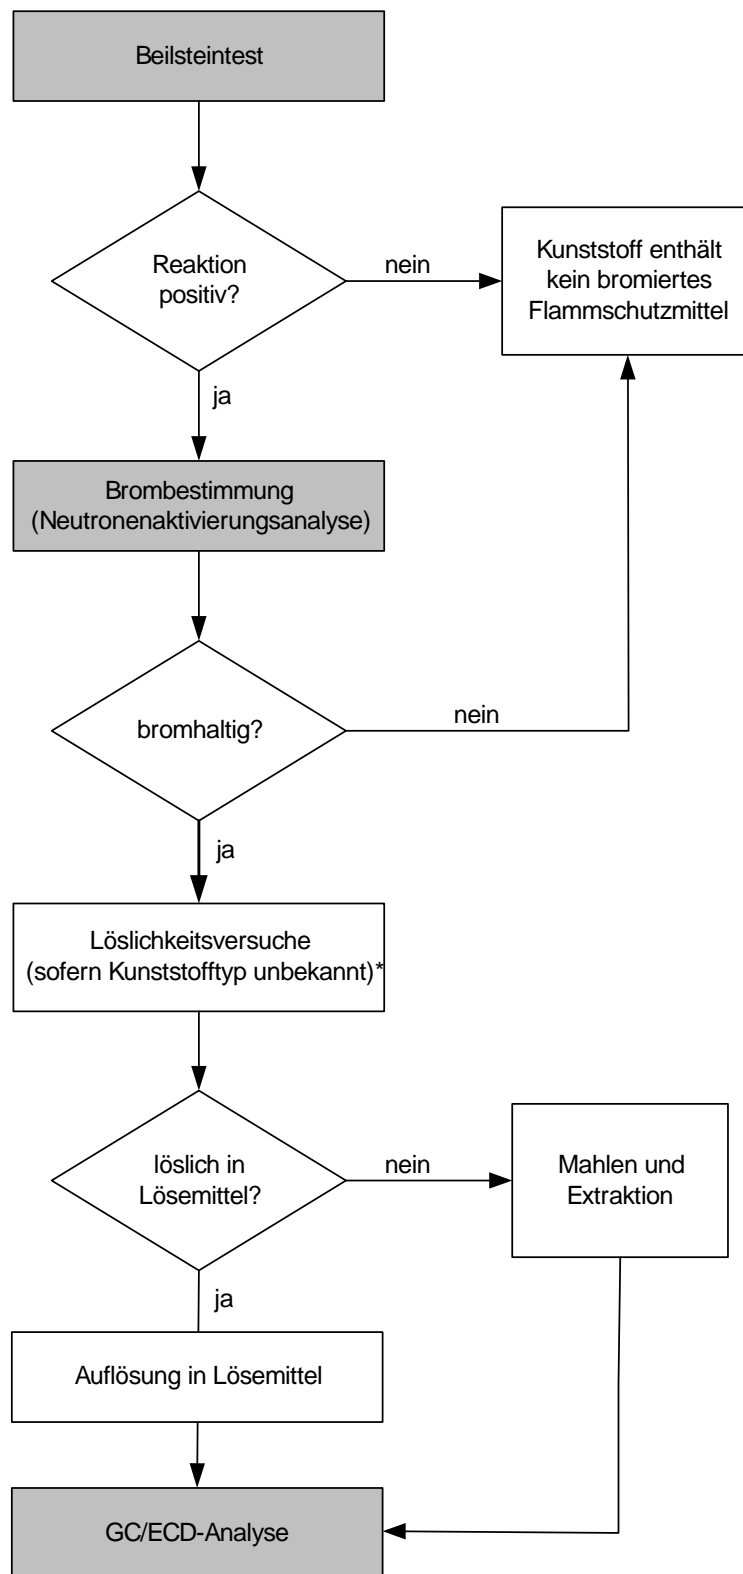 Beilsteintest
Reaktion
positiv?
nein
Kunststoff enthält
kein bromiertes
Flammschutzmittel
ja
Brombestimmung
(Neutronenaktivierungsanalyse)
bromhaltig?
nein
ja
Löslichkeitsversuche
(sofern Kunststofftyp unbekannt)*
löslich in
Lösemittel?
nein
Mahlen und
Extraktion
ja
Auflösung in Lösemittel
GC/ECD-Analyse